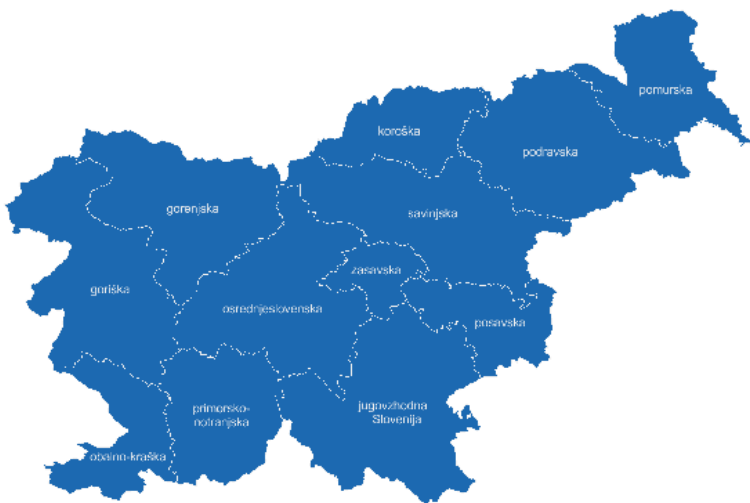 pomurska
koroška
podravska
gorenjska
savinjska
zasavska
goriška
osrednjeslovenska
posavska
primorsko-
notranjska
jugovzhodna
Slovenija
obalno-kraška